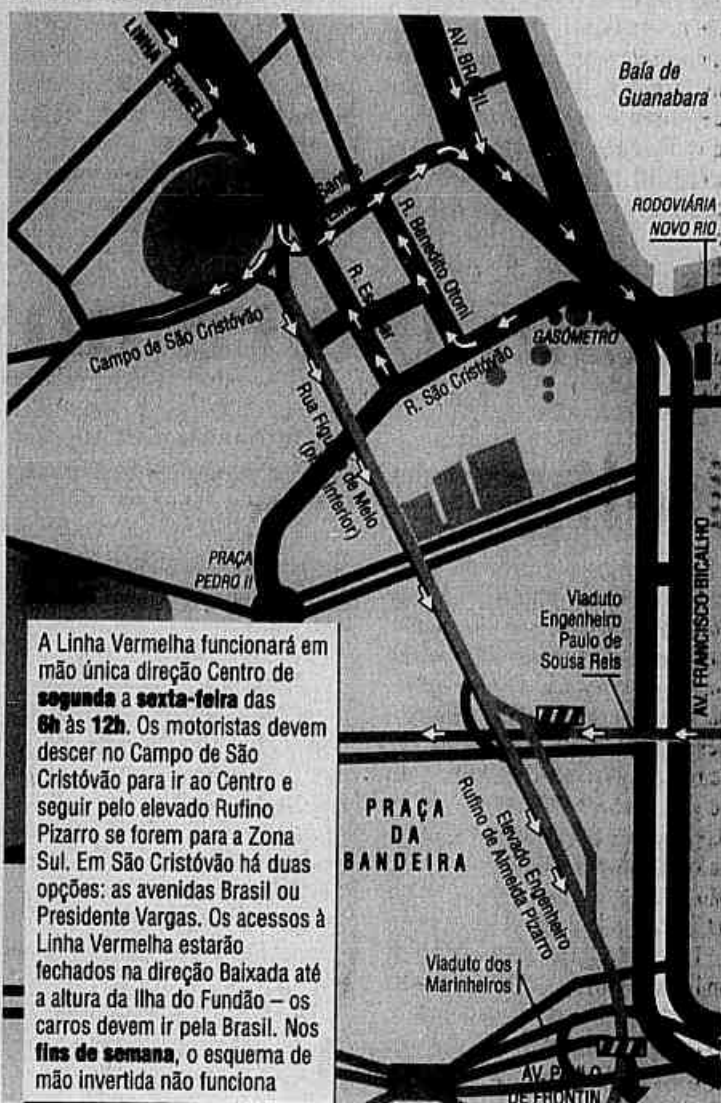 LINHA VERMELHA
AV. BRASIL
Baía de
Guanabara
RODOVIÁRIA
NOVO RIO
Santos
Lima
R. Benedito Otoni
R. Escobar
Campo de São Cristóvão
GASÔMETRO
R. São Cristóvão
Rua Figueira de Melo
(piso inferior)
PRAÇA
PEDRO II
Viaduto
Engenheiro
Paulo de
Sousa Reis
AV. FRANCISCO BICALHO
A Linha Vermelha funcionará em
mão única direção Centro de
segunda a sexta-feira das
6h às 12h. Os motoristas devem
descer no Campo de São
Cristóvão para ir ao Centro e
seguir pelo elevado Rufino
Pizarro se forem para a Zona
Sul. Em São Cristóvão há duas
opções: as avenidas Brasil ou
Presidente Vargas. Os acessos à
Linha Vermelha estarão
fechados na direção Baixada até
a altura da Ilha do Fundão – os
carros devem ir pela Brasil. Nos
fins de semana, o esquema de
mão invertida não funciona
PRAÇA
DA
BANDEIRA
Elevado Engenheiro
Rufino de Almeida Pizarro
Viaduto dos
Marinheiros
AV. PAULO
DE FRONTIN